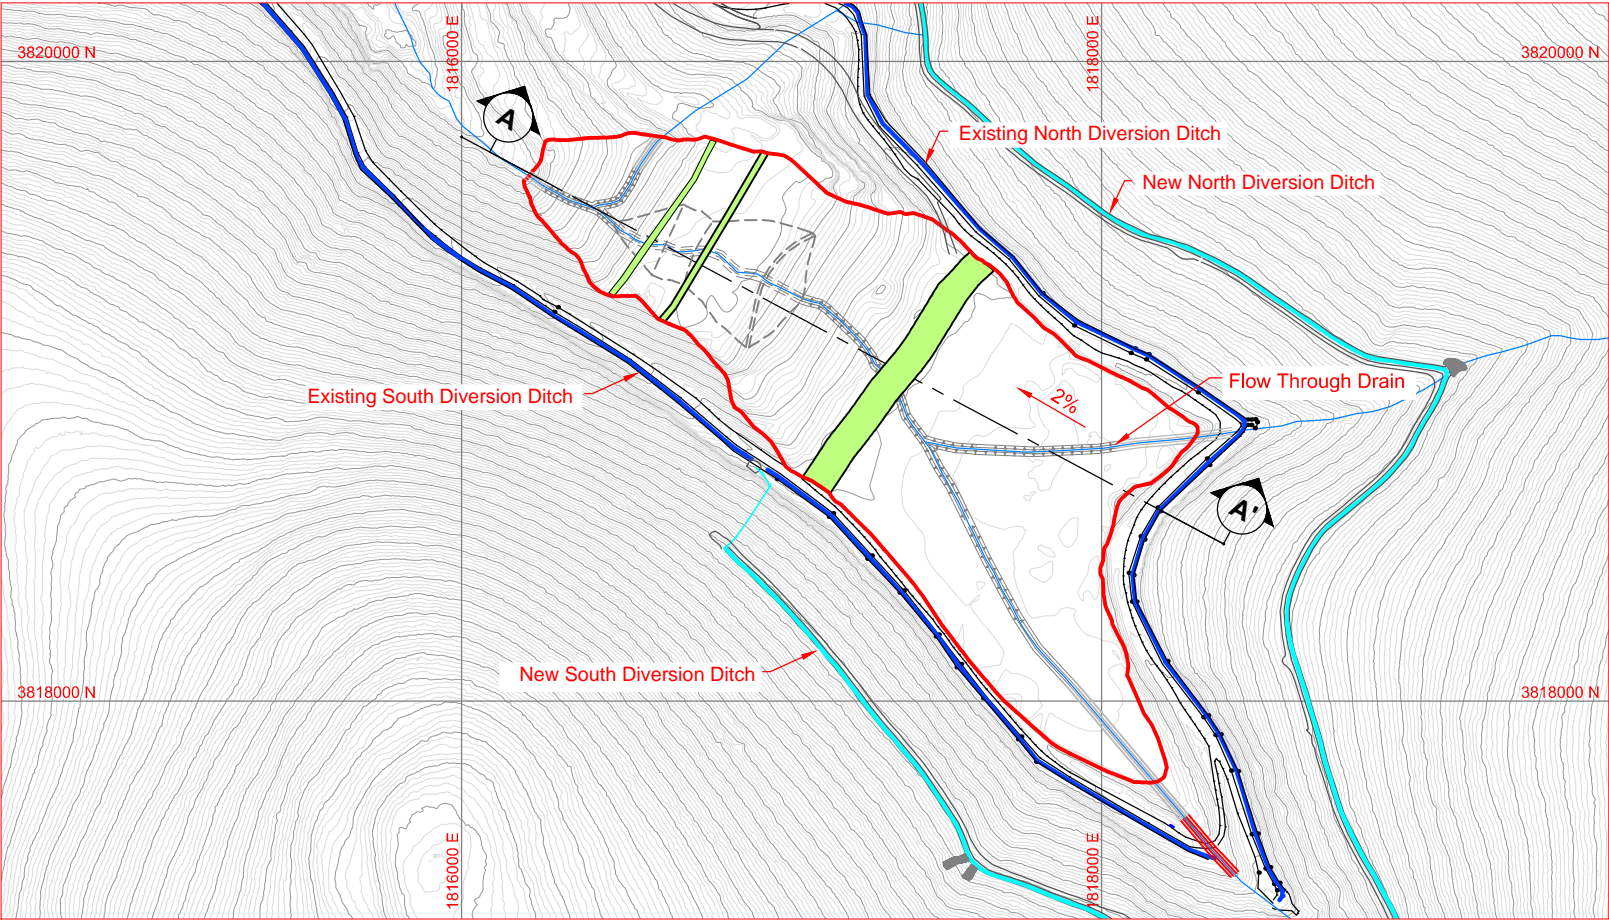 1816000 E
1818000 E
3820000 N
3820000 N
A
Existing North Diversion Ditch
New North Diversion Ditch
Existing South Diversion Ditch
2%
Flow Through Drain
A'
New South Diversion Ditch
3818000 N
3818000 N
1816000 E
1818000 E